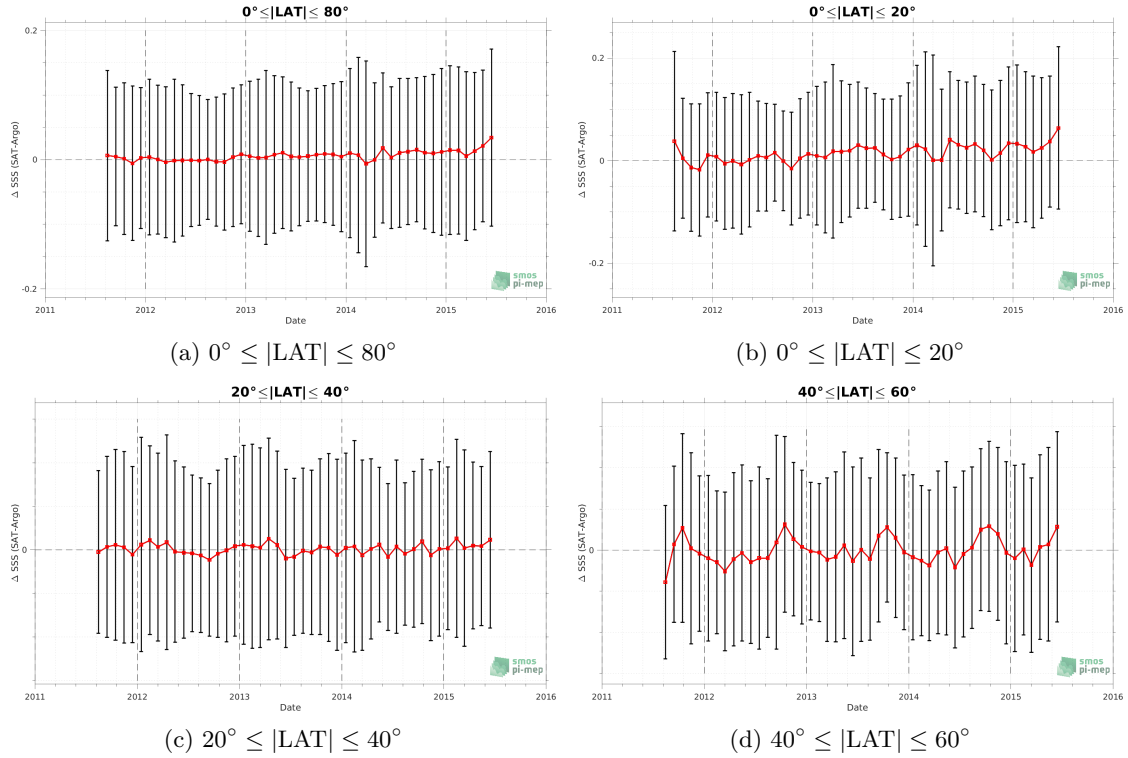 0°≤|LAT|≤ 80°
Δ SSS (SAT-Argo)
0.2
0
-0.2
2011 2012 2013 2014 2015 2016
Date
smos
pi-mep
(a) 0° ≤ |LAT| ≤ 80°
0°≤|LAT|≤ 20°
Δ SSS (SAT-Argo)
0.2
0
-0.2
2011 2012 2013 2014 2015 2016
Date
smos
pi-mep
(b) 0° ≤ |LAT| ≤ 20°
20°≤|LAT|≤ 40°
Δ SSS (SAT-Argo)
0
2011 2012 2013 2014 2015 2016
Date
smos
pi-mep
(c) 20° ≤ |LAT| ≤ 40°
40°≤|LAT|≤ 60°
Δ SSS (SAT-Argo)
0
2011 2012 2013 2014 2015 2016
Date
smos
pi-mep
(d) 40° ≤ |LAT| ≤ 60°